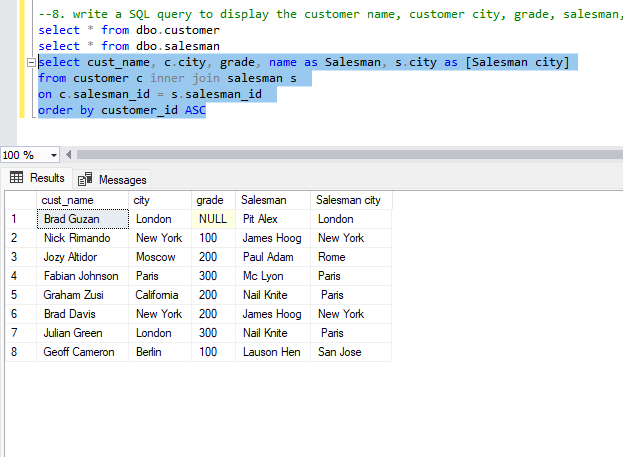 --8. write a SQL query to display the customer name, customer city, grade, salesman,
select * from dbo.customer
select * from dbo.salesman
select cust_name, c.city, grade, name as Salesman, s.city as [Salesman city]
from customer c inner join salesman s
on c.salesman_id = s.salesman_id
order by customer_id ASC
100 %
Results Messages
cust_name city grade Salesman Salesman city
1 Brad Guzan London NULL Pit Alex London
2 Nick Rimando New York 100 James Hoog New York
3 Jozy Altidor Moscow 200 Paul Adam Rome
4 Fabian Johnson Paris 300 Mc Lyon Paris
5 Graham Zusi California 200 Nail Knite Paris
6 Brad Davis New York 200 James Hoog New York
7 Julian Green London 300 Nail Knite Paris
8 Geoff Cameron Berlin 100 Lauson Hen San Jose